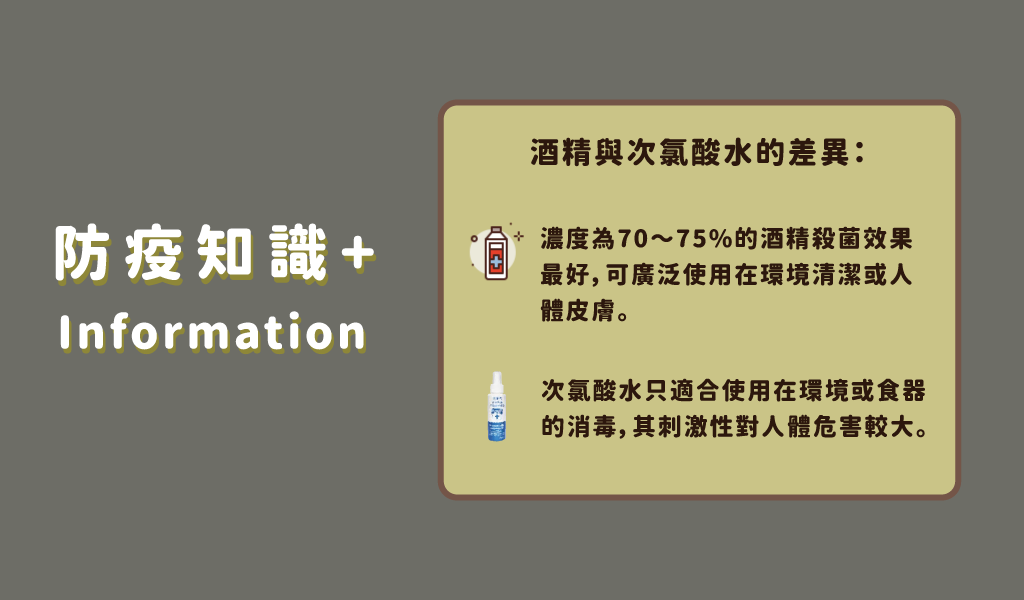 防疫知識+
Information
酒精與次氯酸水的差異：
濃度為70～75%的酒精殺菌效果
最好，可廣泛使用在環境清潔或人
體皮膚。
次氯酸水只適合使用在環境或食器
的消毒，其刺激性對人體危害較大。